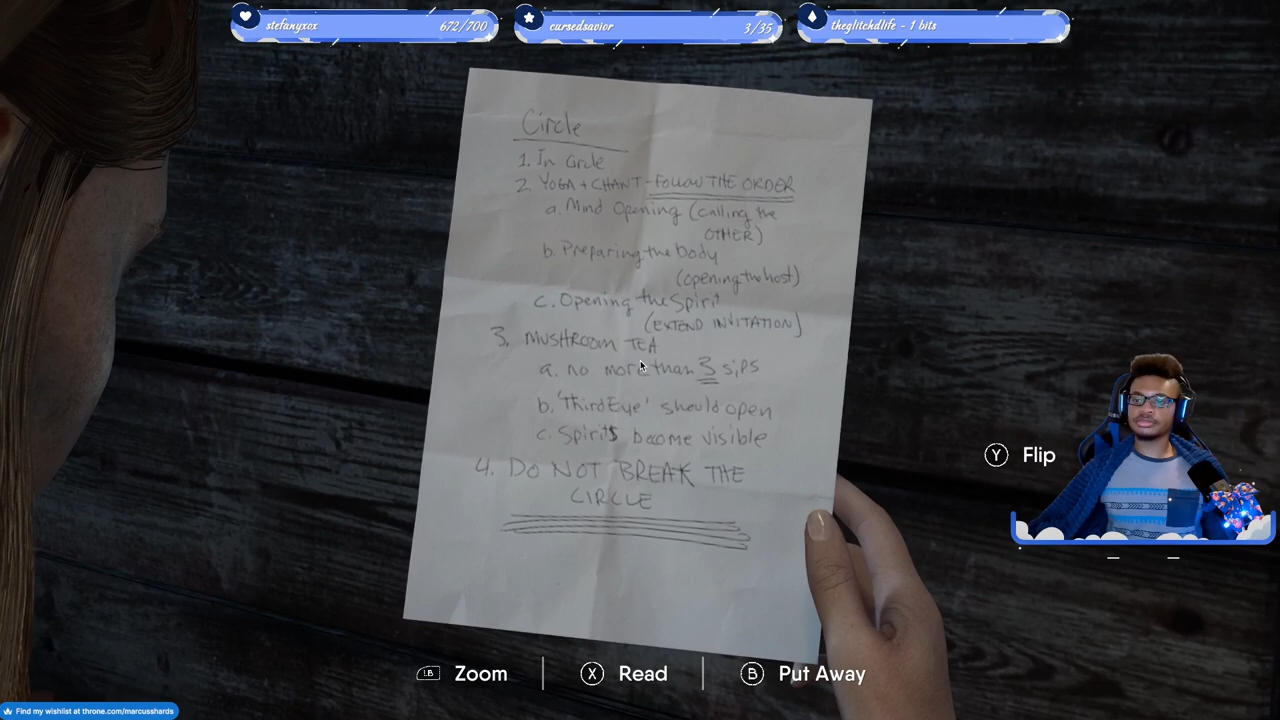 stefanyxox 672/700
cursedsavior 3/35
theglitchdlife - 1 bits
Circle
1. In Circle
2 YOGA + CHANT - FOLLOW THE ORDER
a. Mind Opening (calling the
OTHER)
b. Preparing the body
(opening the host)
c. Opening the Spirit
(EXTEND INVITATION)
3. MUSHROOM TEA
a. no more than 3 sips
b. 'Third Eye' should open
c. Spirits become visible
4. DO NOT BREAK THE
CIRCLE
Y Flip
LB Zoom
X Read
B Put Away
Find my wishlist at throne.com/marcusshards